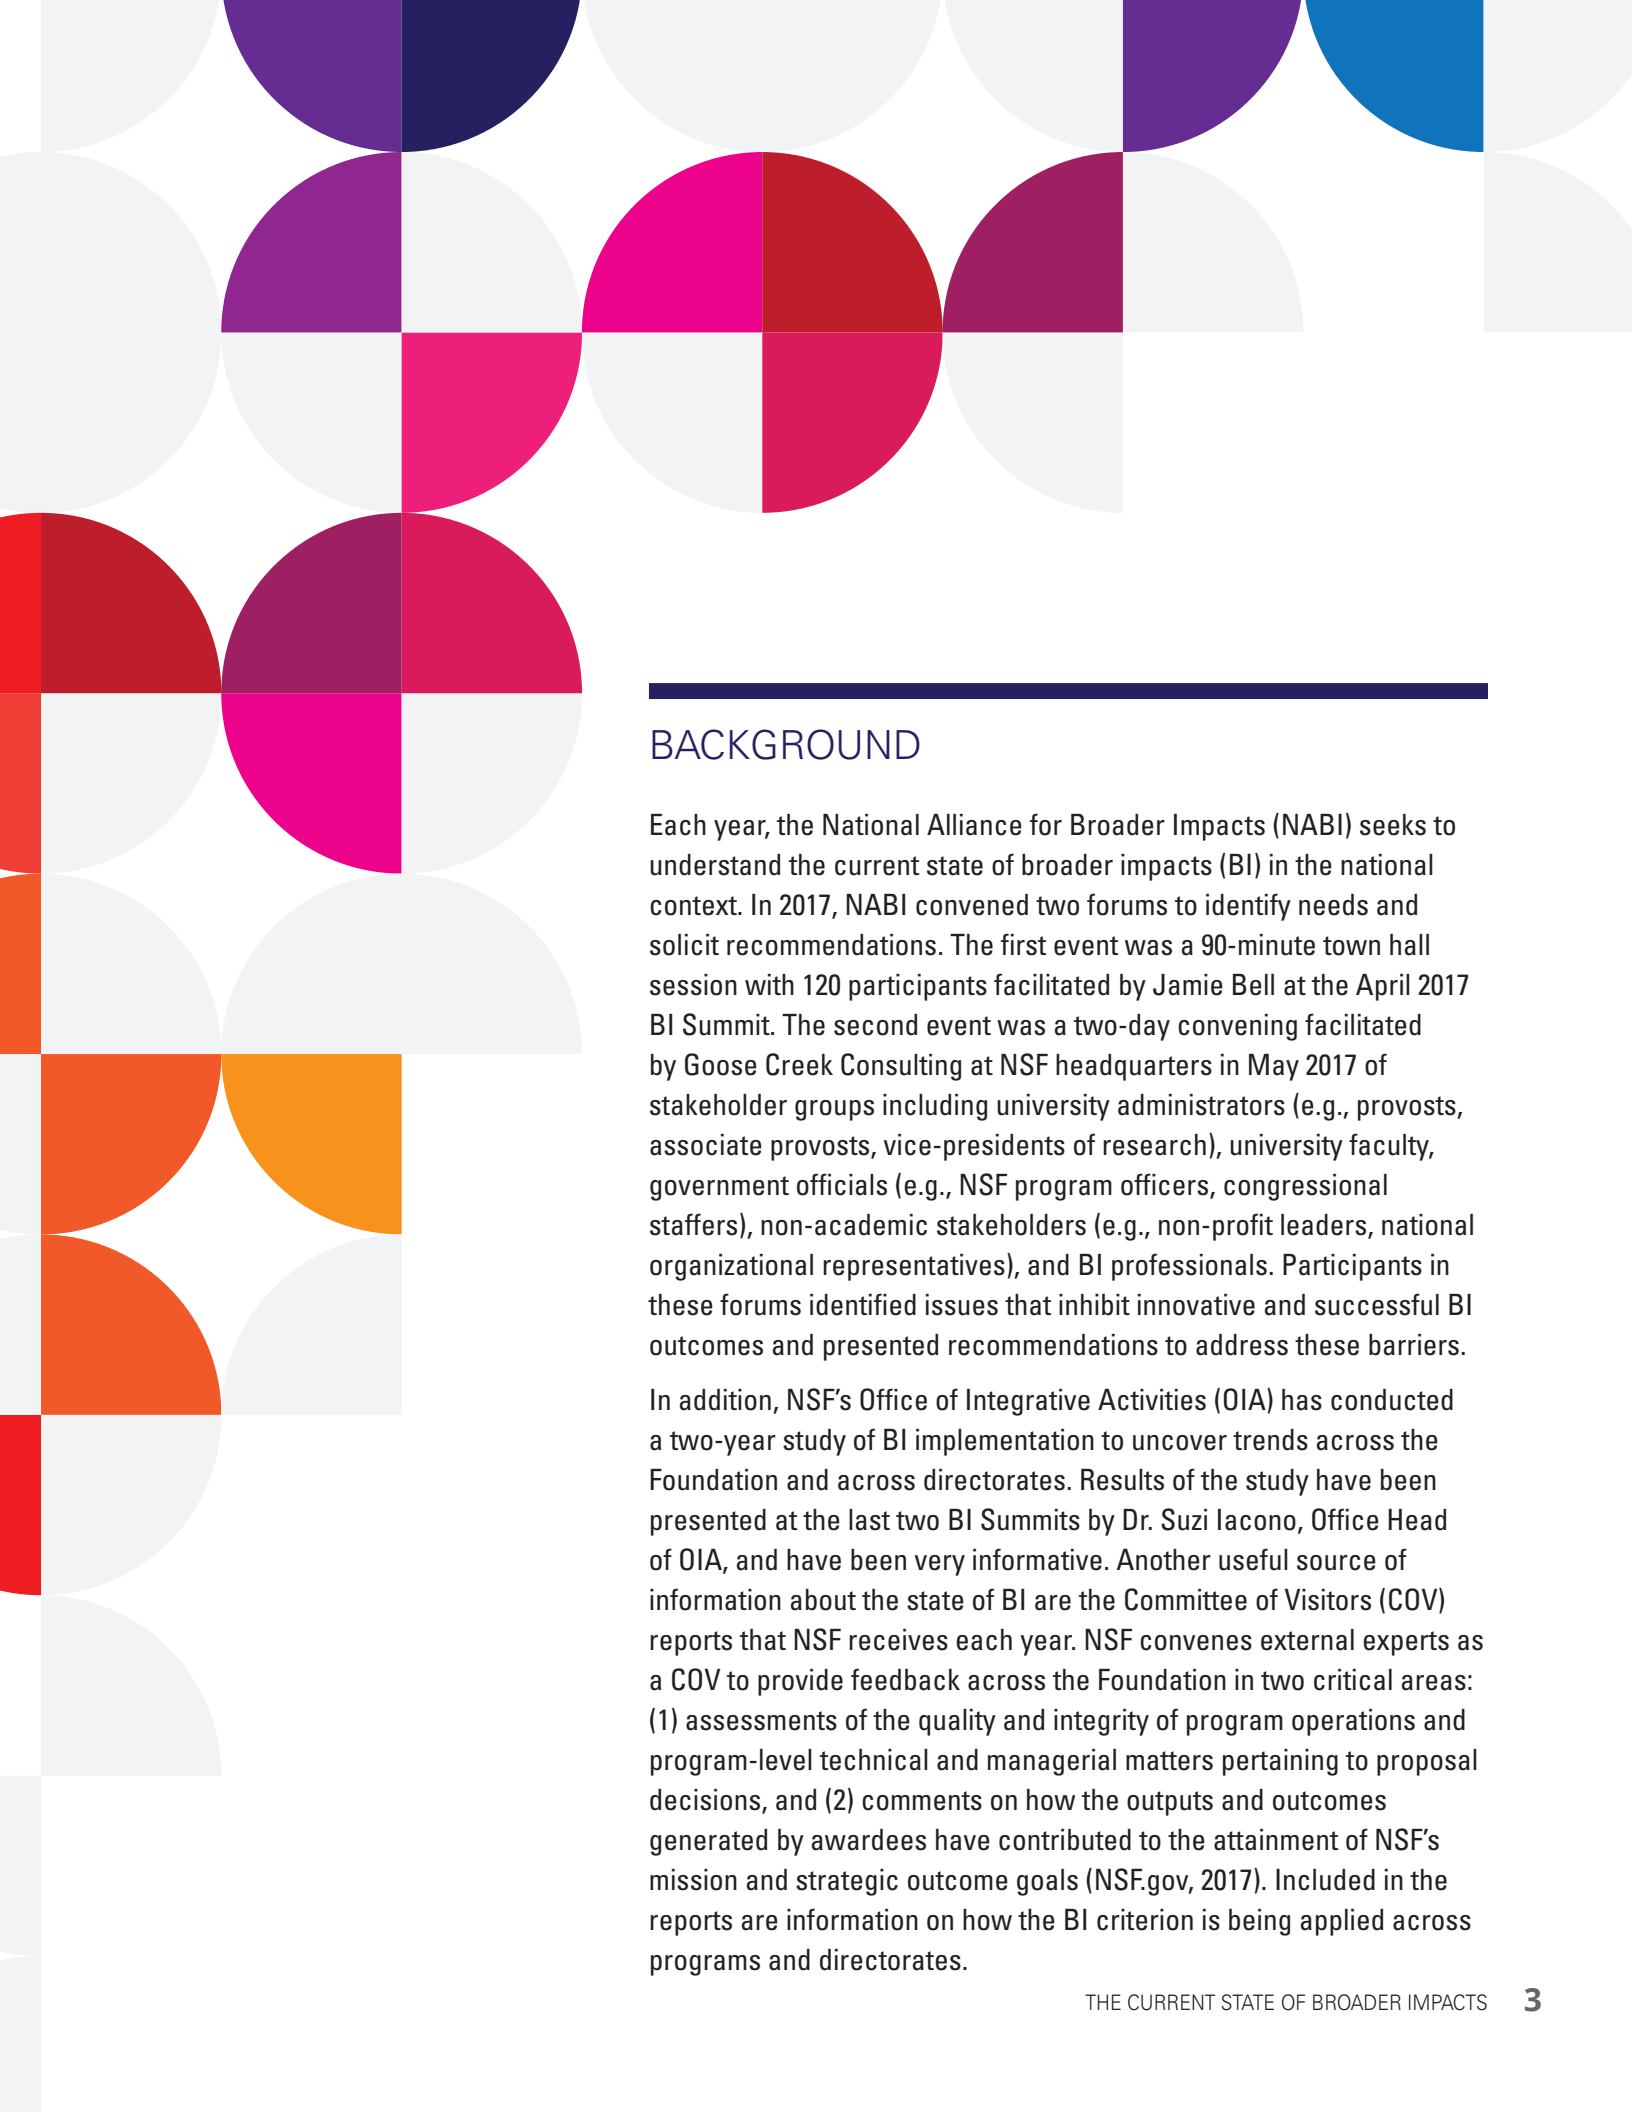 BACKGROUND
Each year, the National Alliance for Broader Impacts (NABI) seeks to
understand the current state of broader impacts (BI) in the national
context. In 2017, NABI convened two forums to identify needs and
solicit recommendations. The first event was a 90-minute town hall
session with 120 participants facilitated by Jamie Bell at the April 2017
BI Summit. The second event was a two-day convening facilitated
by Goose Creek Consulting at NSF headquarters in May 2017 of
stakeholder groups including university administrators (e.g., provosts,
associate provosts, vice-presidents of research), university faculty,
government officials (e.g., NSF program officers, congressional
staffers), non-academic stakeholders (e.g., non-profit leaders, national
organizational representatives), and BI professionals. Participants in
these forums identified issues that inhibit innovative and successful BI
outcomes and presented recommendations to address these barriers.
In addition, NSF’s Office of Integrative Activities (OIA) has conducted
a two-year study of BI implementation to uncover trends across the
Foundation and across directorates. Results of the study have been
presented at the last two BI Summits by Dr. Suzi Iacono, Office Head
of OIA, and have been very informative. Another useful source of
information about the state of BI are the Committee of Visitors (COV)
reports that NSF receives each year. NSF convenes external experts as
a COV to provide feedback across the Foundation in two critical areas:
(1) assessments of the quality and integrity of program operations and
program-level technical and managerial matters pertaining to proposal
decisions, and (2) comments on how the outputs and outcomes
generated by awardees have contributed to the attainment of NSF’s
mission and strategic outcome goals (NSF.gov, 2017). Included in the
reports are information on how the BI criterion is being applied across
programs and directorates.
THE CURRENT STATE OF BROADER IMPACTS 3